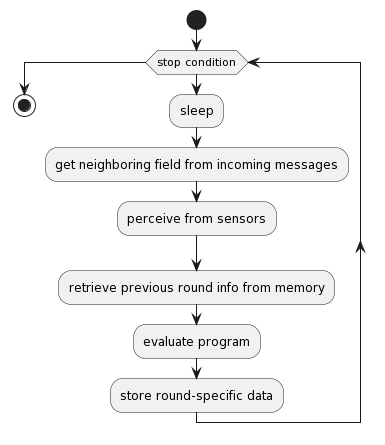 stop condition
sleep
get neighboring field from incoming messages
perceive from sensors
retrieve previous round info from memory
evaluate program
store round-specific data